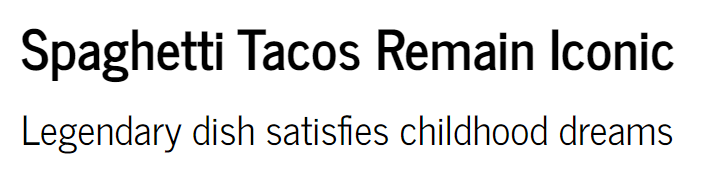 Spaghetti Tacos Remain Iconic
Legendary dish satisfies childhood dreams